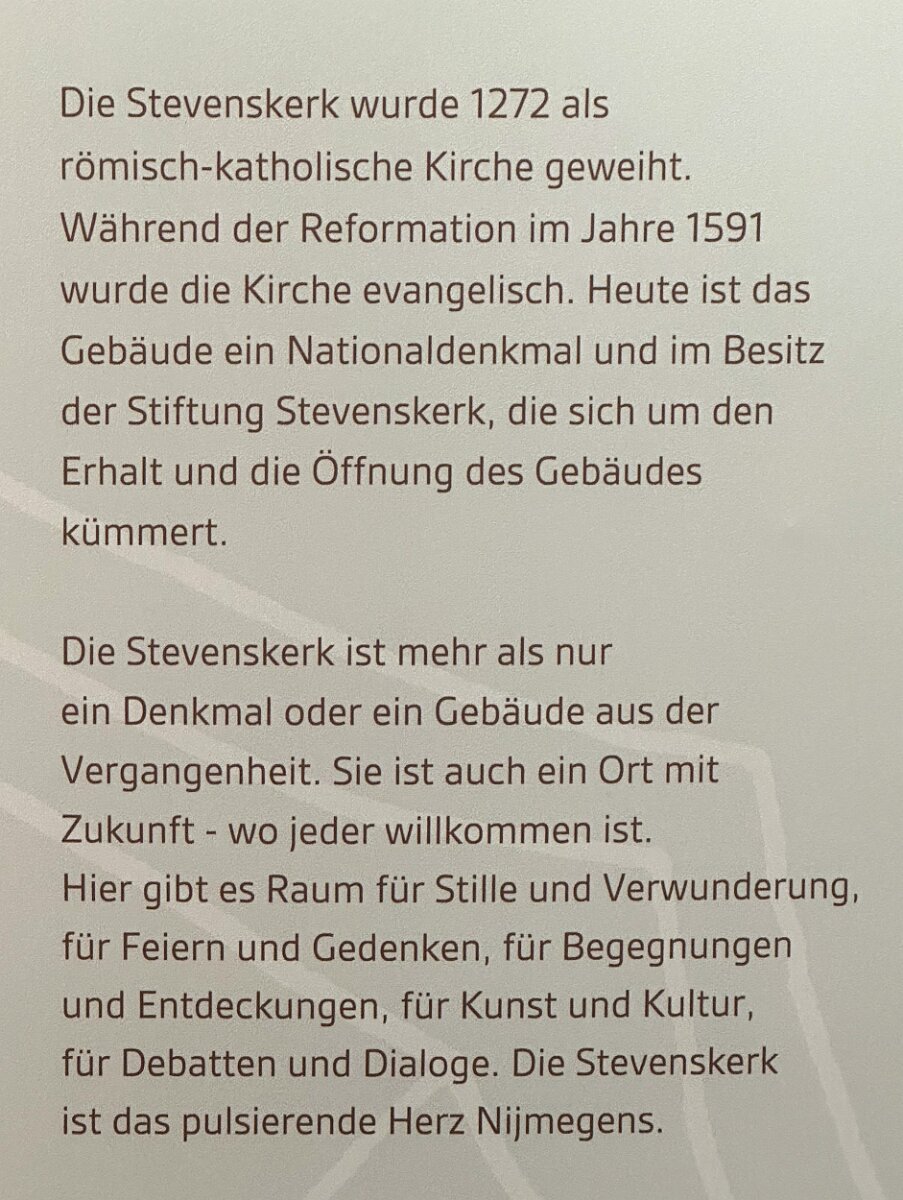 Die Stevenskerk wurde 1272 als
römisch-katholische Kirche geweiht.
Während der Reformation im Jahre 1591
wurde die Kirche evangelisch. Heute ist das
Gebäude ein Nationaldenkmal und im Besitz
der Stiftung Stevenskerk, die sich um den
Erhalt und die Öffnung des Gebäudes
kümmert.
Die Stevenskerk ist mehr als nur
ein Denkmal oder ein Gebäude aus der
Vergangenheit. Sie ist auch ein Ort mit
Zukunft - wo jeder willkommen ist.
Hier gibt es Raum für Stille und Verwunderung,
für Feiern und Gedenken, für Begegnungen
und Entdeckungen, für Kunst und Kultur,
für Debatten und Dialoge. Die Stevenskerk
ist das pulsierende Herz Nijmegens.